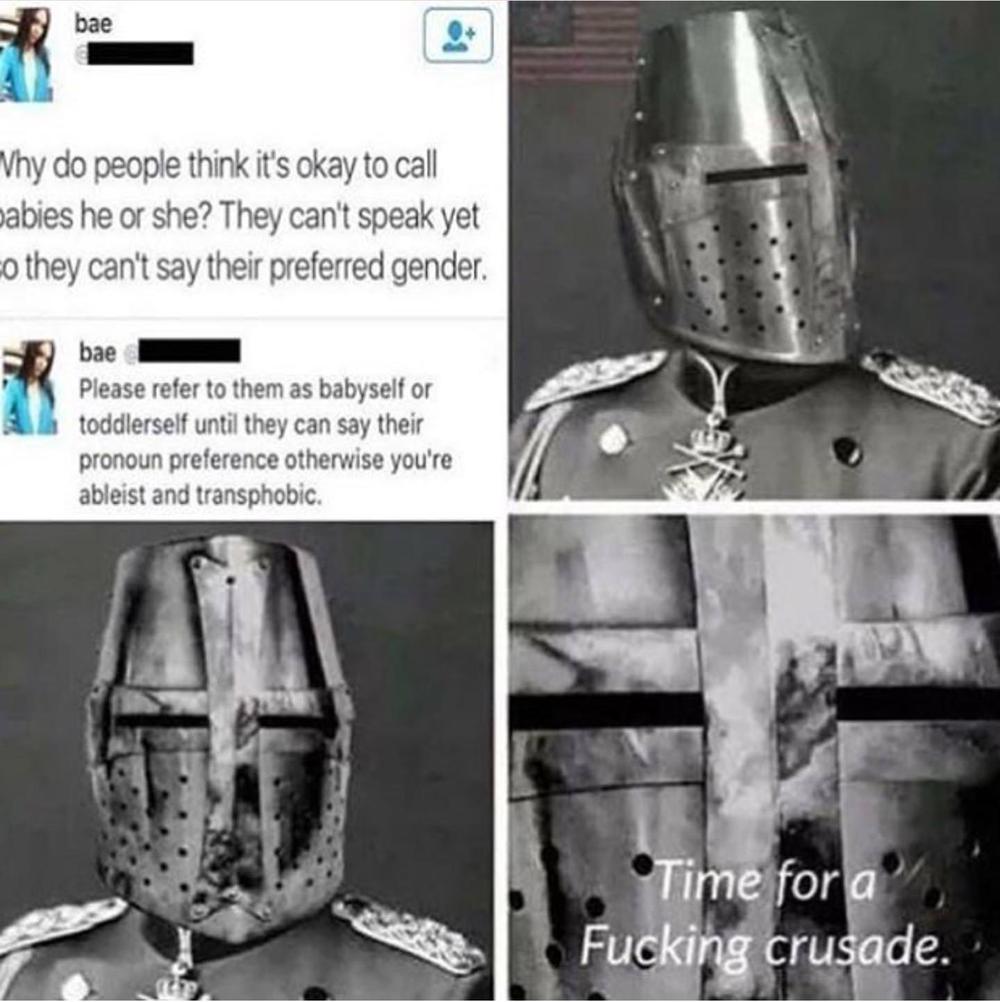 bae
@
Why do people think it's okay to call
babies he or she? They can't speak yet
so they can't say their preferred gender.
bae @
Please refer to them as babyself or
toddlerself until they can say their
pronoun preference otherwise you're
ableist and transphobic.
Time for a
Fucking crusade.